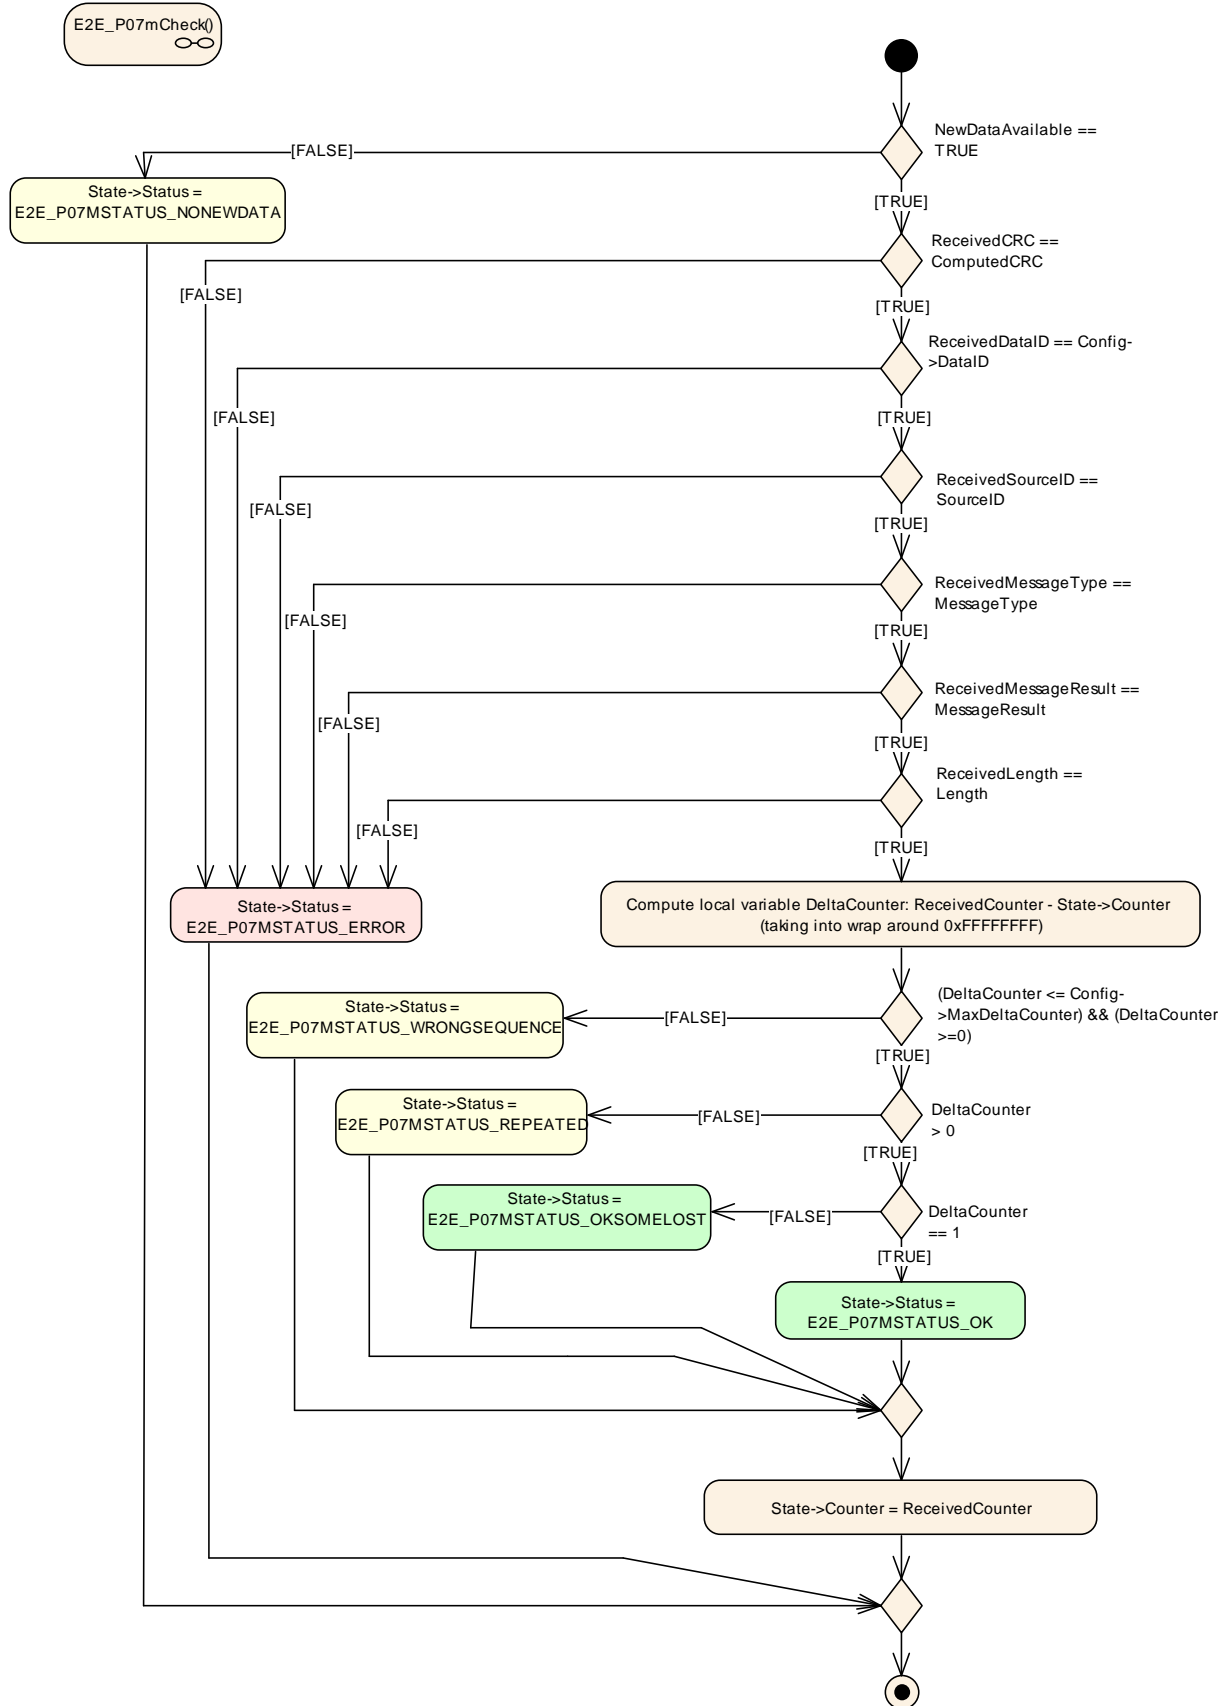 E2E_P07mCheck()
NewDataAvailable ==
TRUE
[FALSE]
State->Status =
E2E_P07MSTATUS_NONEWDATA
[TRUE]
ReceivedCRC ==
ComputedCRC
[FALSE]
[TRUE]
ReceivedDataID == Config-
>DataID
[FALSE]
[TRUE]
ReceivedSourceID ==
SourceID
[FALSE]
[TRUE]
ReceivedMessageType ==
MessageType
[FALSE]
[TRUE]
ReceivedMessageResult ==
MessageResult
[FALSE]
[TRUE]
ReceivedLength ==
Length
[FALSE]
[TRUE]
State->Status =
E2E_P07MSTATUS_ERROR
Compute local variable DeltaCounter: ReceivedCounter - State->Counter
(taking into wrap around 0xFFFFFFFF)
(DeltaCounter <= Config-
>MaxDeltaCounter) && (DeltaCounter
>=0)
[FALSE]
State->Status =
E2E_P07MSTATUS_WRONGSEQUENCE
[TRUE]
DeltaCounter
> 0
[FALSE]
State->Status =
E2E_P07MSTATUS_REPEATED
[TRUE]
DeltaCounter
== 1
[FALSE]
State->Status =
E2E_P07MSTATUS_OKSOMELOST
[TRUE]
State->Status =
E2E_P07MSTATUS_OK
State->Counter = ReceivedCounter